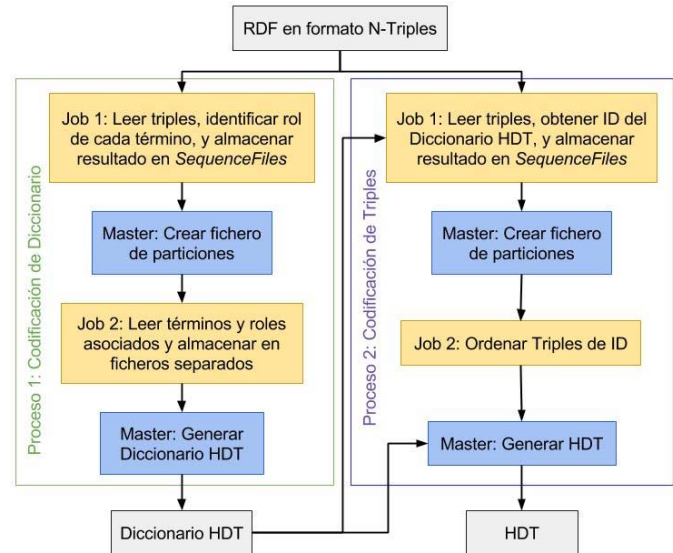 RDF en formato N-Triples
Proceso 1: Codificación de Diccionario
Job 1: Leer triples, identificar rol
de cada término, y almacenar
resultado en SequenceFiles
Master: Crear fichero
de particiones
Job 2: Leer términos y roles
asociados y almacenar en
ficheros separados
Master: Generar
Diccionario HDT
Diccionario HDT
Proceso 2: Codificación de Triples
Job 1: Leer triples, obtener ID del
Diccionario HDT, y almacenar
resultado en SequenceFiles
Master: Crear fichero
de particiones
Job 2: Ordenar Triples de ID
Master: Generar HDT
HDT